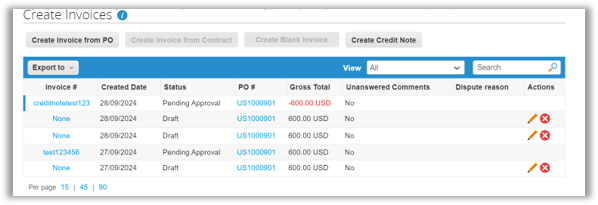 Create Invoices
Create Invoice from PO Create Invoice from Contract Create Blank Invoice Create Credit Note
Export to View All Search
Invoice # Created Date Status PO # Gross Total Unanswered Comments Dispute reason Actions
creditnotetest123 28/09/2024 Pending Approval US1000901 -600.00 USD No
None 28/09/2024 Draft US1000901 600.00 USD No
None 28/09/2024 Draft US1000901 600.00 USD No
test123456 27/09/2024 Pending Approval US1000901 600.00 USD No
None 27/09/2024 Draft US1000901 600.00 USD No
Per page 15 | 45 | 90